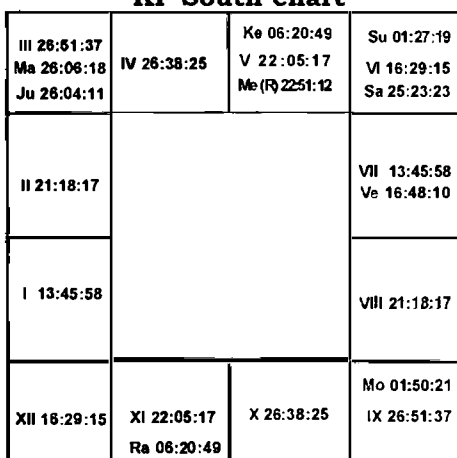 KP South Chart
III 26:51:37
Ma 26:06:18
Ju 26:04:11
IV 26:38:25
Ke 06:20:49
V 22:05:17
Me (R) 22:51:12
Su 01:27:19
VI 16:29:15
Sa 25:23:23
II 21:18:17
VII 13:45:58
Ve 16:48:10
I 13:45:58
VIII 21:18:17
XII 16:29:15
XI 22:05:17
Ra 06:20:49
X 26:38:25
Mo 01:50:21
IX 26:51:37